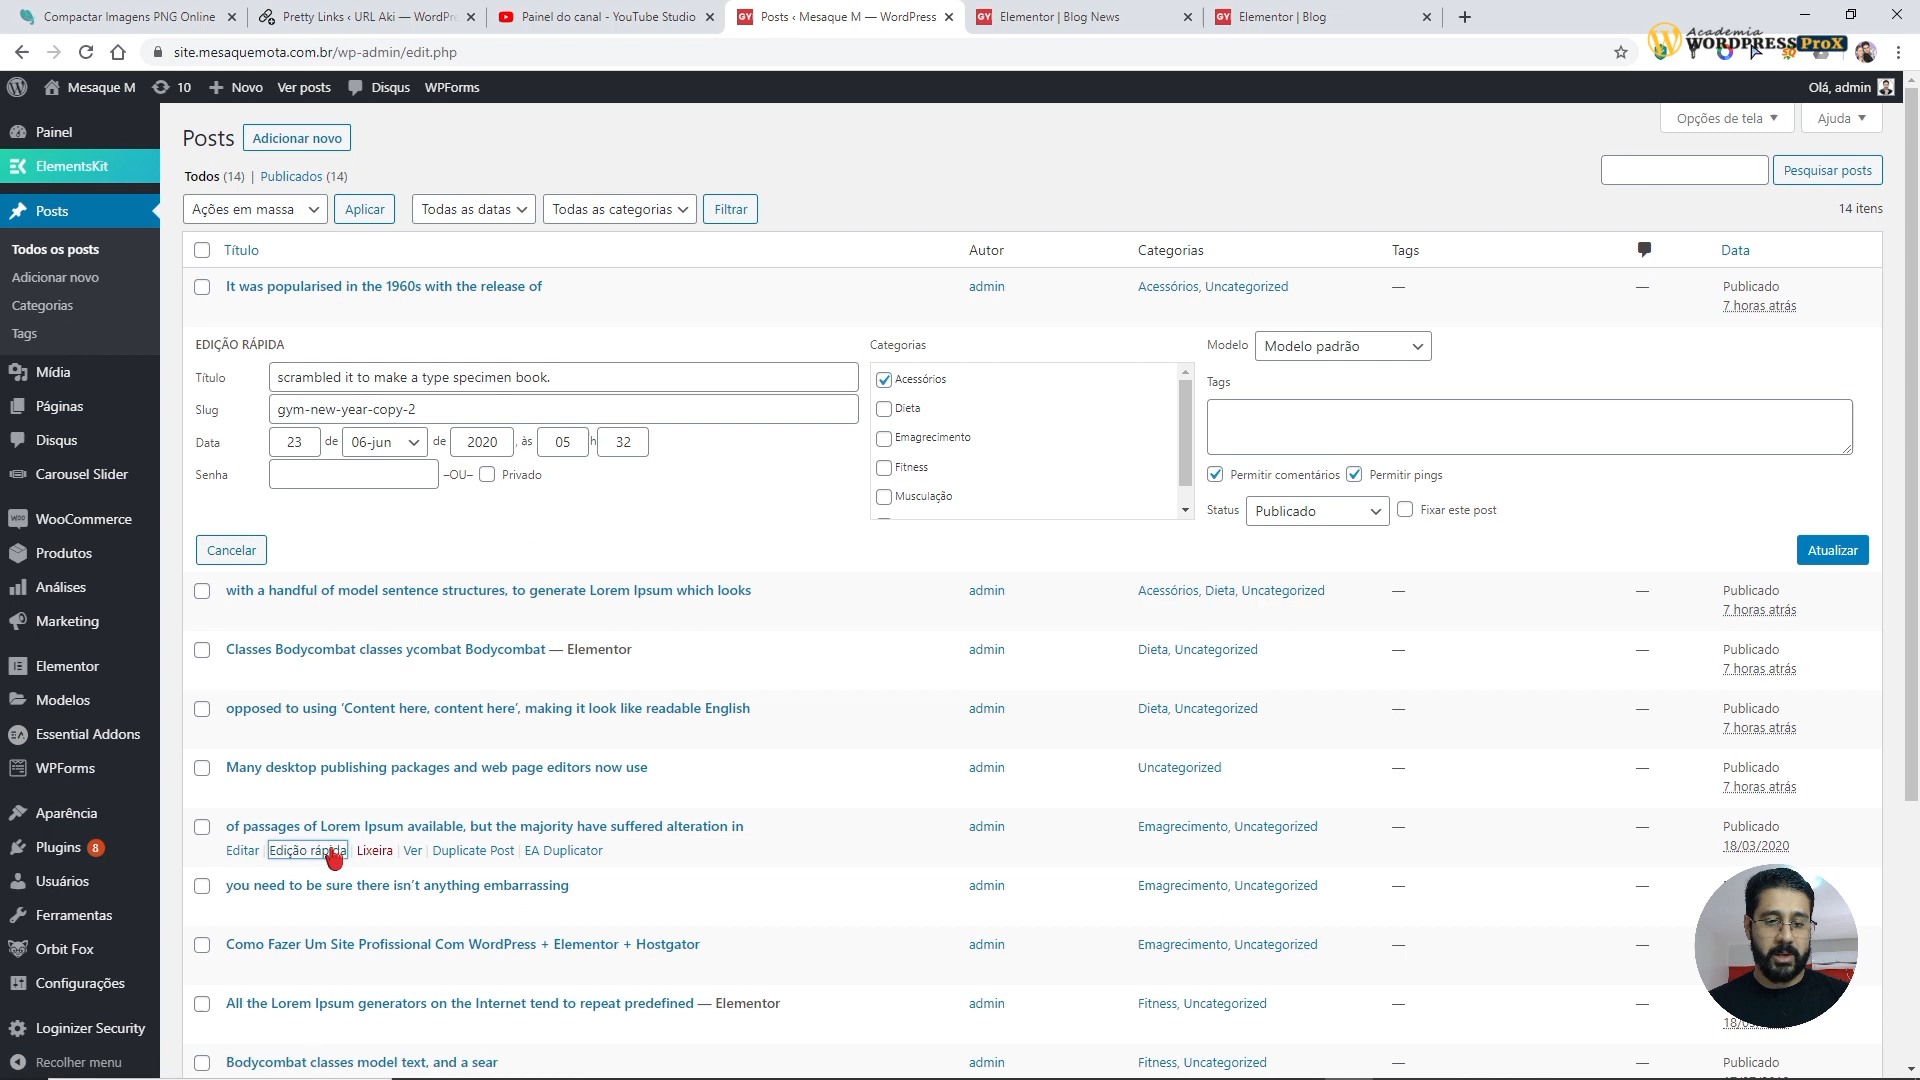 Compactar Imagens PNG Online
Pretty Links ‹ URL Aki — WordPre
Painel do canal - YouTube Studio
Posts ‹ Mesaque M — WordPress
Elementor | Blog News
Elementor | Blog
site.mesaquemota.com.br/wp-admin/edit.php
Academia
WORDPRESS ProX
Mesaque M
10
Novo
Ver posts
Disqus
WPForms
Olá, admin
Painel
ElementsKit
Posts
Todos os posts
Adicionar novo
Categorias
Tags
Mídia
Páginas
Disqus
Carousel Slider
WooCommerce
Produtos
Análises
Marketing
Elementor
Modelos
Essential Addons
WPForms
Aparência
Plugins 8
Usuários
Ferramentas
Orbit Fox
Configurações
Loginizer Security
Recolher menu
Posts
Adicionar novo
Opções de tela
Ajuda
Todos (14) | Publicados (14)
Pesquisar posts
Ações em massa
Aplicar
Todas as datas
Todas as categorias
Filtrar
14 itens
Título
Autor
Categorias
Tags
Data
It was popularised in the 1960s with the release of
admin
Acessórios, Uncategorized
—
—
Publicado
7 horas atrás
EDIÇÃO RÁPIDA
Título
scrambled it to make a type specimen book.
Slug
gym-new-year-copy-2
Data
23 de 06-jun de 2020 , às 05 h 32
Senha
–OU–
Privado
Categorias
Acessórios
Dieta
Emagrecimento
Fitness
Musculação
Modelo
Modelo padrão
Tags
Permitir comentários
Permitir pings
Status
Publicado
Fixar este post
Cancelar
Atualizar
with a handful of model sentence structures, to generate Lorem Ipsum which looks
admin
Acessórios, Dieta, Uncategorized
—
—
Publicado
7 horas atrás
Classes Bodycombat classes ycombat Bodycombat — Elementor
admin
Dieta, Uncategorized
—
—
Publicado
7 horas atrás
opposed to using ‘Content here, content here’, making it look like readable English
admin
Dieta, Uncategorized
—
—
Publicado
7 horas atrás
Many desktop publishing packages and web page editors now use
admin
Uncategorized
—
—
Publicado
7 horas atrás
of passages of Lorem Ipsum available, but the majority have suffered alteration in
admin
Emagrecimento, Uncategorized
—
—
Publicado
18/03/2020
Editar | Edição rápida | Lixeira | Ver | Duplicate Post | EA Duplicator
you need to be sure there isn’t anything embarrassing
admin
Emagrecimento, Uncategorized
—
—
Como Fazer Um Site Profissional Com WordPress + Elementor + Hostgator
admin
Emagrecimento, Uncategorized
—
—
All the Lorem Ipsum generators on the Internet tend to repeat predefined — Elementor
admin
Fitness, Uncategorized
—
—
Bodycombat classes model text, and a sear
admin
Fitness, Uncategorized
—
—
Publicado